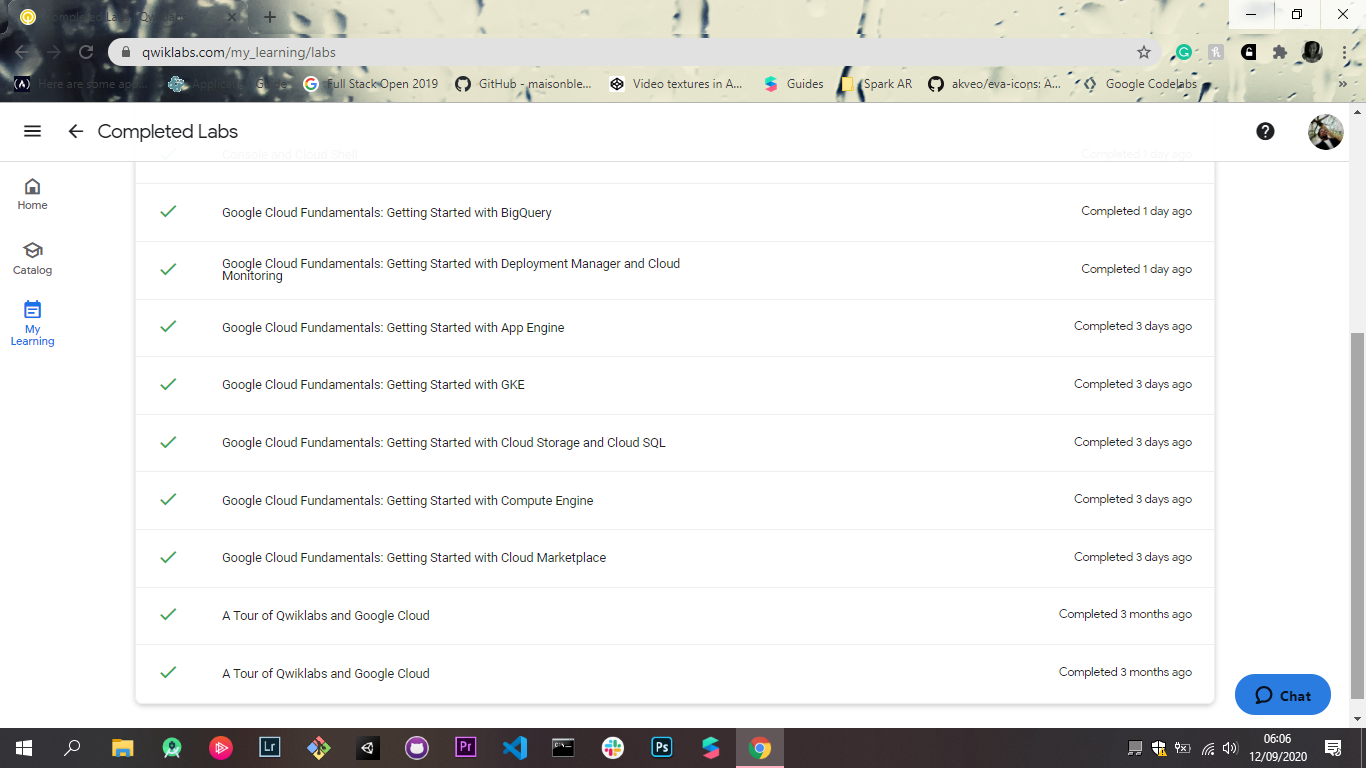 Completed Labs
qwiklabs.com/my_learning/labs
Here are some
Full Stack Open 2019
GitHub - maisonble...
Video textures in A...
Guides
Spark AR
akveo/eva-icons: A...
Google Codelabs
»
Completed Labs
Home
Catalog
My
Learning
Console and Cloud Shell
Completed 1 day ago
Google Cloud Fundamentals: Getting Started with BigQuery
Completed 1 day ago
Google Cloud Fundamentals: Getting Started with Deployment Manager and Cloud
Monitoring
Completed 1 day ago
Google Cloud Fundamentals: Getting Started with App Engine
Completed 3 days ago
Google Cloud Fundamentals: Getting Started with GKE
Completed 3 days ago
Google Cloud Fundamentals: Getting Started with Cloud Storage and Cloud SQL
Completed 3 days ago
Google Cloud Fundamentals: Getting Started with Compute Engine
Completed 3 days ago
Google Cloud Fundamentals: Getting Started with Cloud Marketplace
Completed 3 days ago
A Tour of Qwiklabs and Google Cloud
Completed 3 months ago
A Tour of Qwiklabs and Google Cloud
Completed 3 months ago
Chat
Lr
Pr
Ps
06:06
12/09/2020